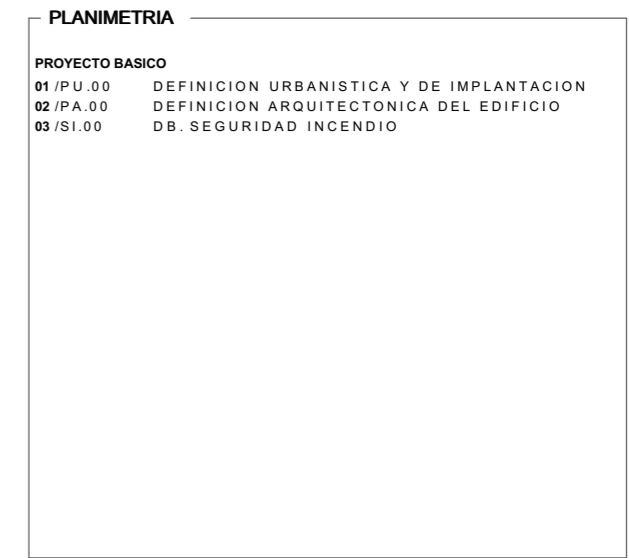 PLANIMETRIA
PROYECTO BASICO
01 /PU.00 DEFINICION URBANISTICA Y DE IMPLANTACION
02 /PA.00 DEFINICION ARQUITECTONICA DEL EDIFICIO
03 /SI.00 DB. SEGURIDAD INCENDIO